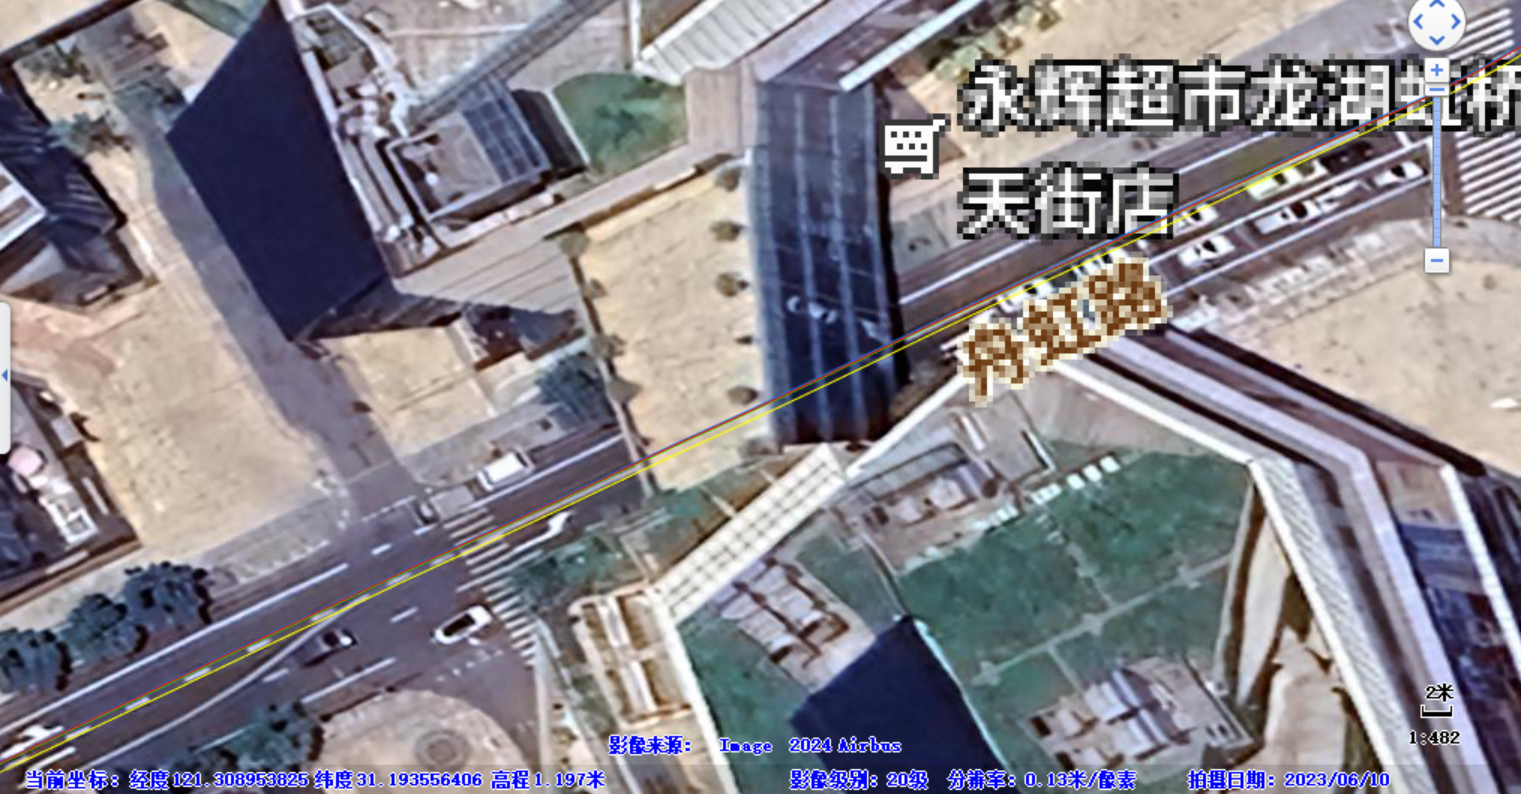 永辉超市龙湖虹桥
天街店
丹虹路
2米
1:482
影像来源: Image 2024 Airbus
当前坐标: 经度121.308953825 纬度31.193556406 高程1.197米 影像级别: 20级 分辨率: 0.13米/像素 拍摄日期: 2023/06/10